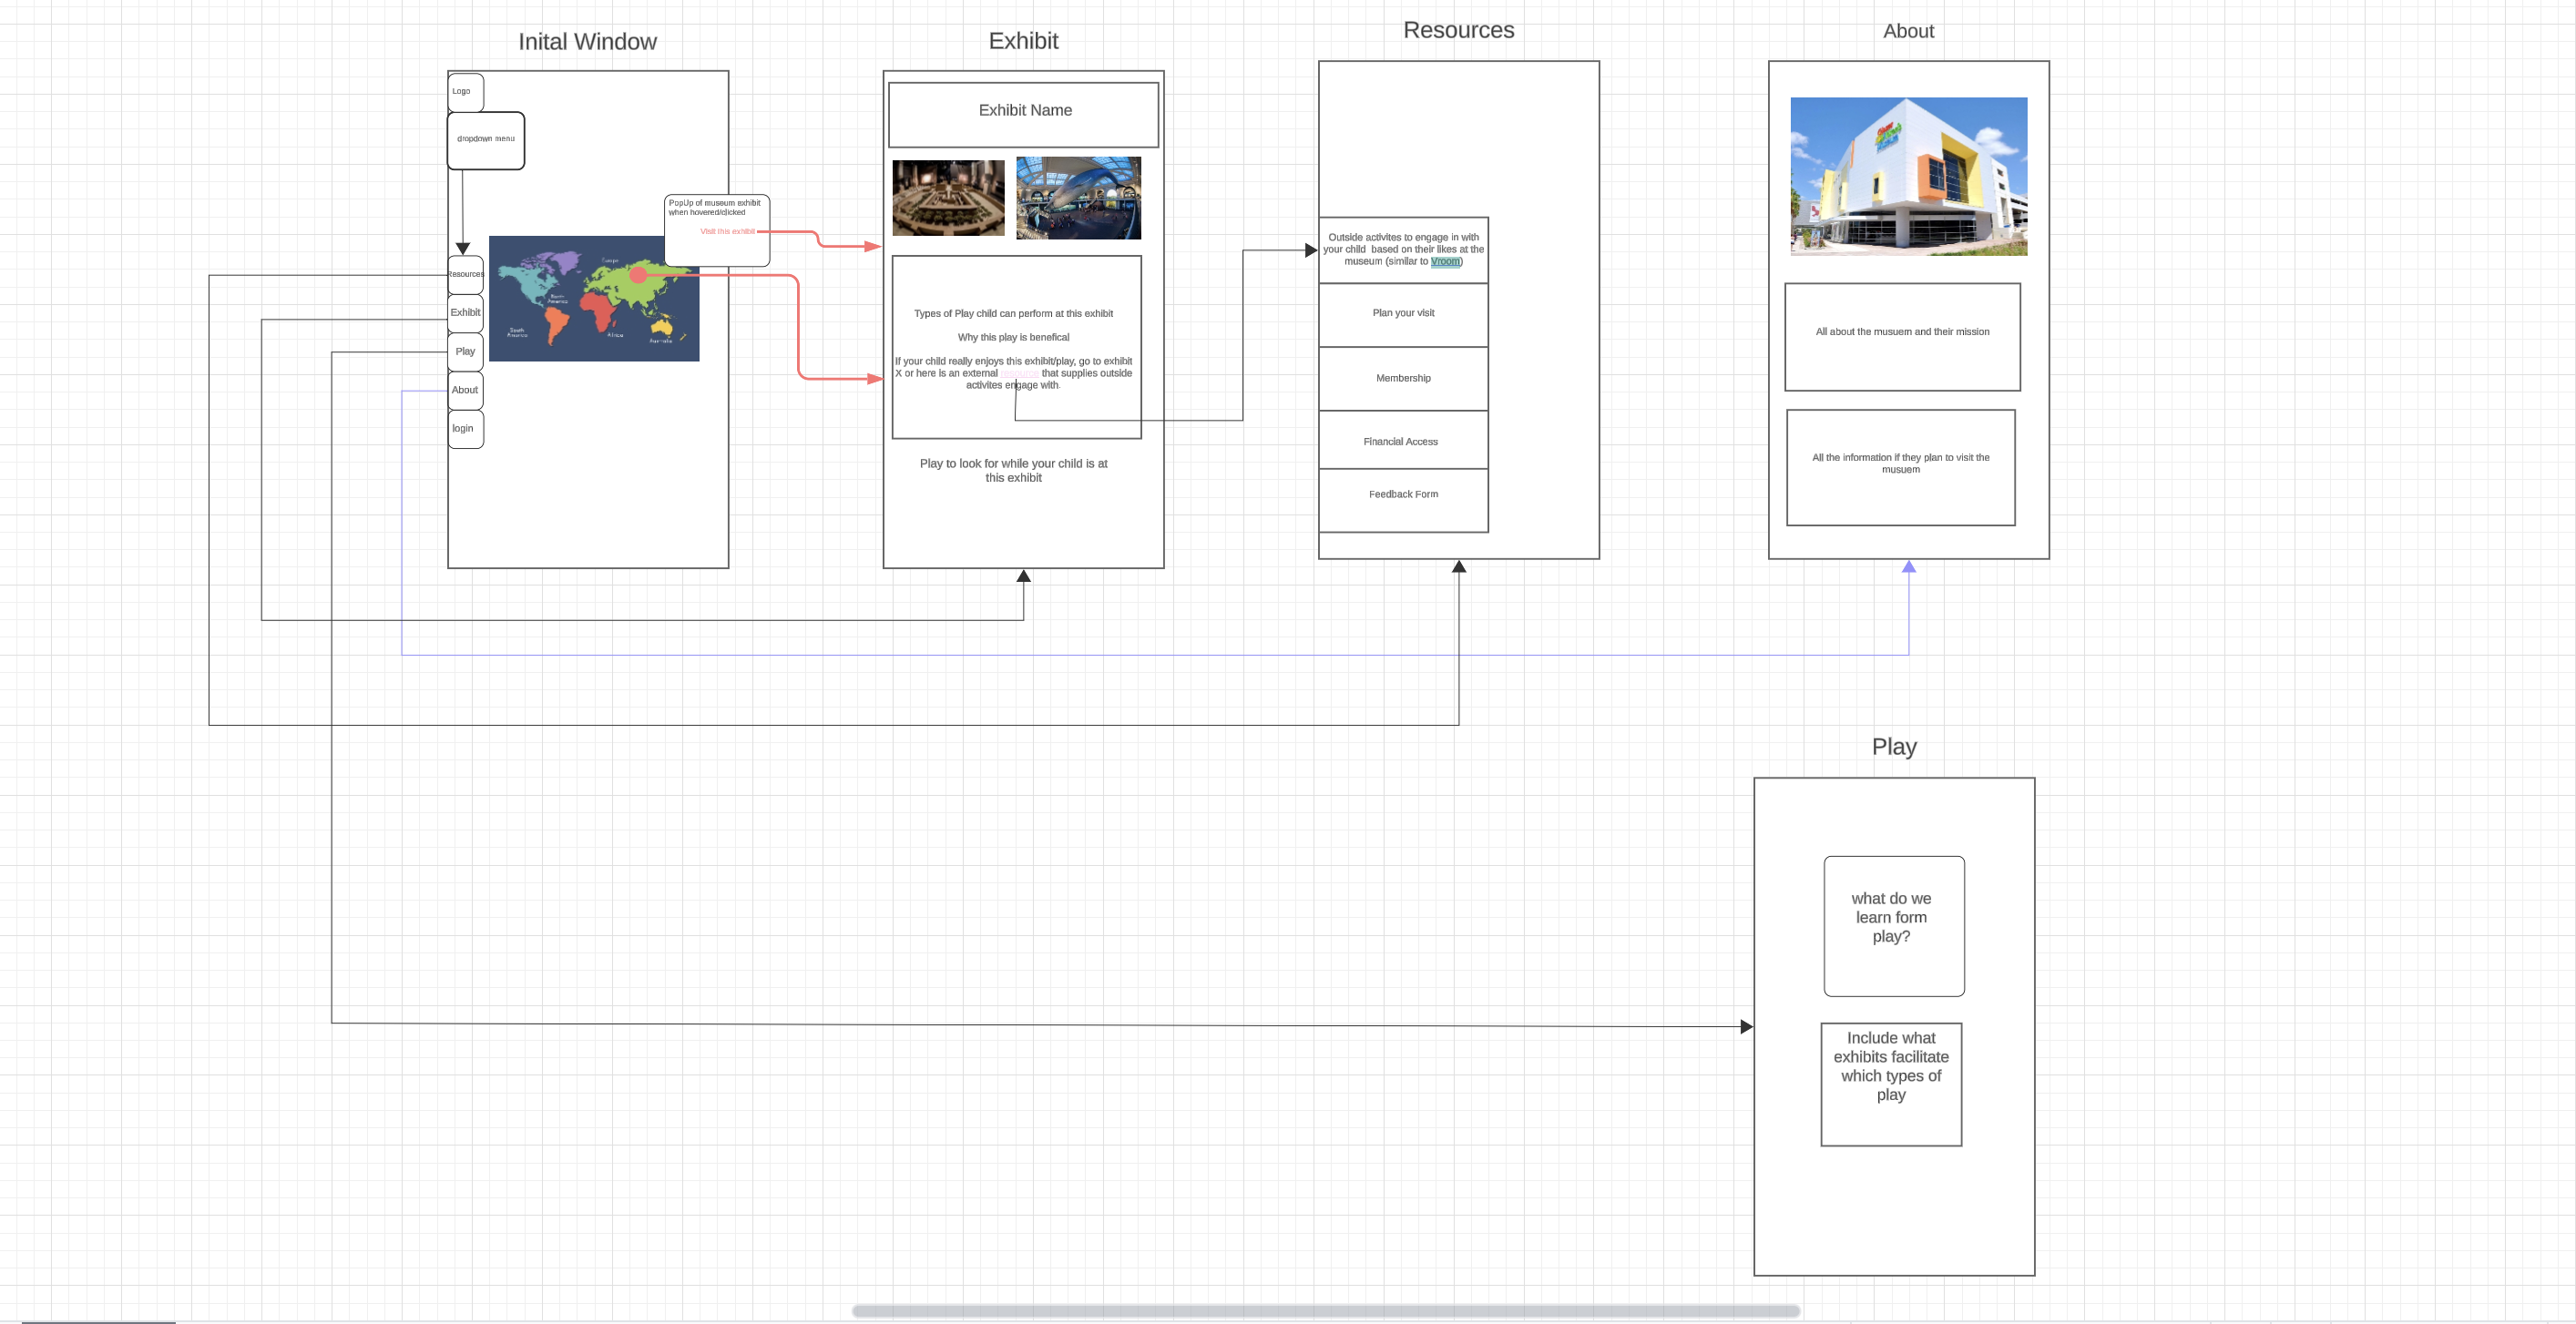 Inital Window
Logo
dropdown menu
PopUp of museum exhibit
when hovered/clicked
Visit this exhibit
Europe
North
America
South
America
Africa
Australia
Resources
Exhibit
Play
About
login
Exhibit
Exhibit Name
Types of Play child can perform at this exhibit
Why this play is benefical
If your child really enjoys this exhibit/play, go to exhibit
X or here is an external resource that supplies outside
activites engage with.
Play to look for while your child is at
this exhibit
Resources
Outside activites to engage in with
your child based on their likes at the
museum (similar to Vroom)
Plan your visit
Membership
Financial Access
Feedback Form
About
All about the musuem and their mission
All the information if they plan to visit the
musuem
Play
what do we
learn form
play?
Include what
exhibits facilitate
which types of
play